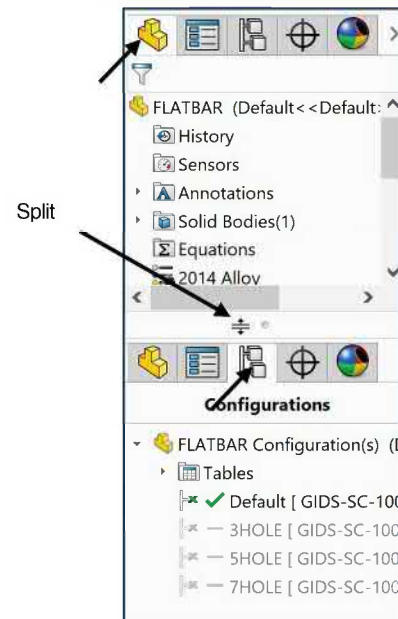 FLATBAR (Default<<Default:
History
Sensors
Annotations
Split
Solid Bodies(1)
Equations
2014 Alloy
Configurations
FLATBAR Configuration(s) (D
Tables
Default [ GIDS-SC-100
3HOLE [ GIDS-SC-100
5HOLE [ GIDS-SC-100
7HOLE [ GIDS-SC-100